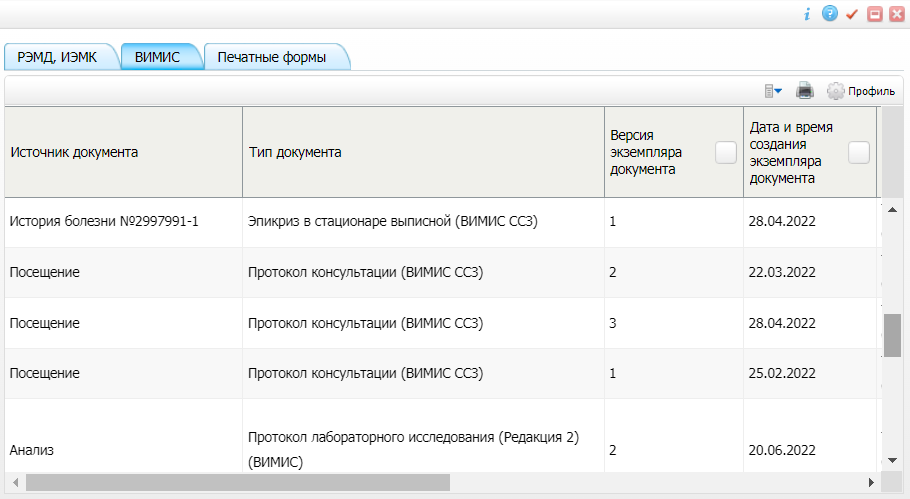 РЭМД, ИЭМК ВИМИС Печатные формы
Профиль
Источник документа Тип документа Версия экземпляра документа Дата и время создания экземпляра документа
История болезни №2997991-1 Эпикриз в стационаре выписной (ВИМИС ССЗ) 1 28.04.2022
Посещение Протокол консультации (ВИМИС ССЗ) 2 22.03.2022
Посещение Протокол консультации (ВИМИС ССЗ) 3 28.04.2022
Посещение Протокол консультации (ВИМИС ССЗ) 1 25.02.2022
Анализ Протокол лабораторного исследования (Редакция 2) (ВИМИС) 2 20.06.2022